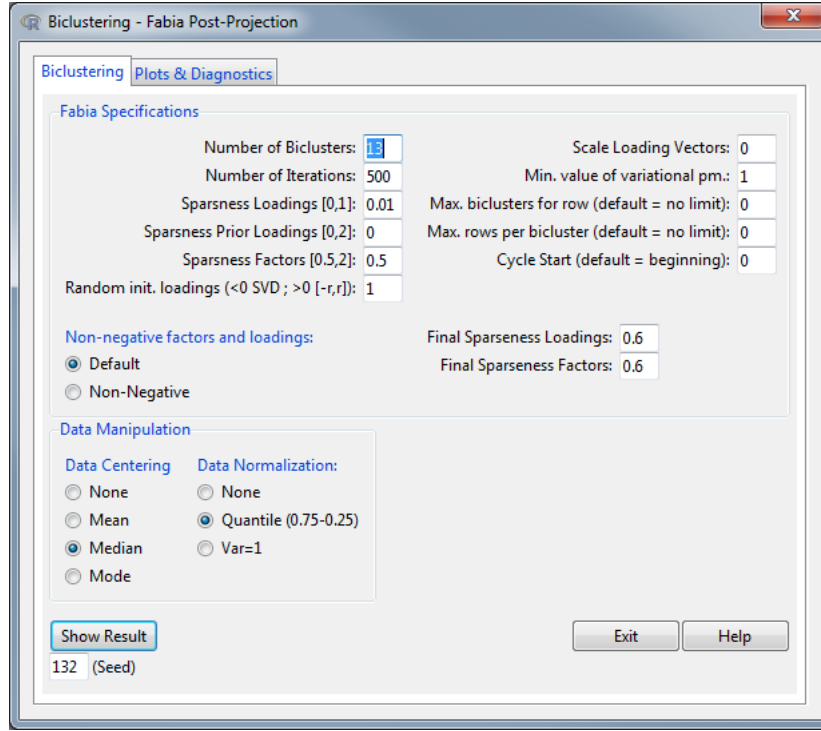 Biclustering - Fabia Post-Projection
Biclustering Plots & Diagnostics
Fabia Specifications
Number of Biclusters: 13
Scale Loading Vectors: 0
Number of Iterations: 500
Min. value of variational pm.: 1
Sparsness Loadings [0,1]: 0.01
Max. biclusters for row (default = no limit): 0
Sparsness Prior Loadings [0,2]: 0
Max. rows per bicluster (default = no limit): 0
Sparsness Factors [0.5,2]: 0.5
Cycle Start (default = beginning): 0
Random init. loadings (<0 SVD ; >0 [-r,r]): 1
Non-negative factors and loadings:
Default
Non-Negative
Final Sparseness Loadings: 0.6
Final Sparseness Factors: 0.6
Data Manipulation
Data Centering
None
Mean
Median
Mode
Data Normalization:
None
Quantile (0.75-0.25)
Var=1
Show Result
Exit
Help
132 (Seed)